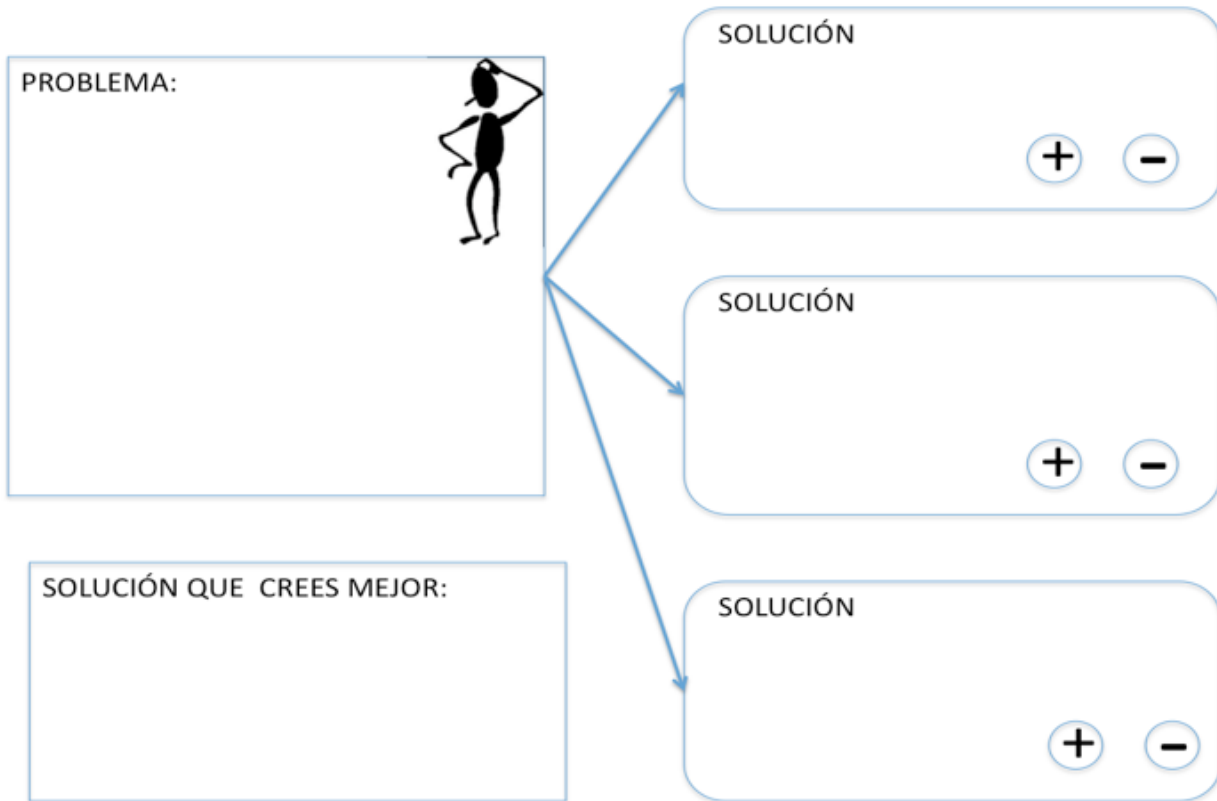 PROBLEMA:
SOLUCIÓN
+ −
SOLUCIÓN
+ −
SOLUCIÓN QUE  CREES MEJOR:
SOLUCIÓN
+ −